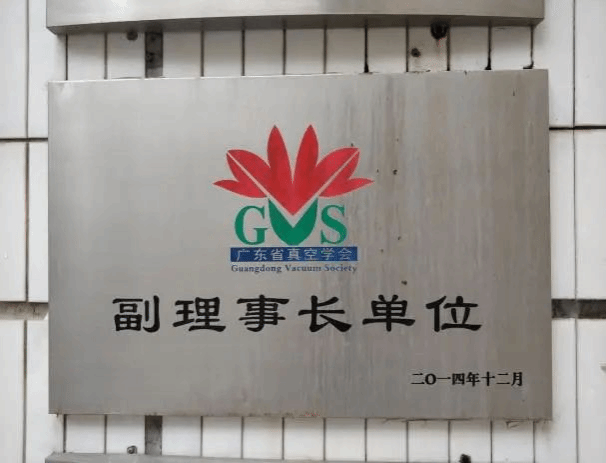 GVS
广东省真空学会
Guangdong Vacuum Society
副理事长单位
二〇一四年十二月